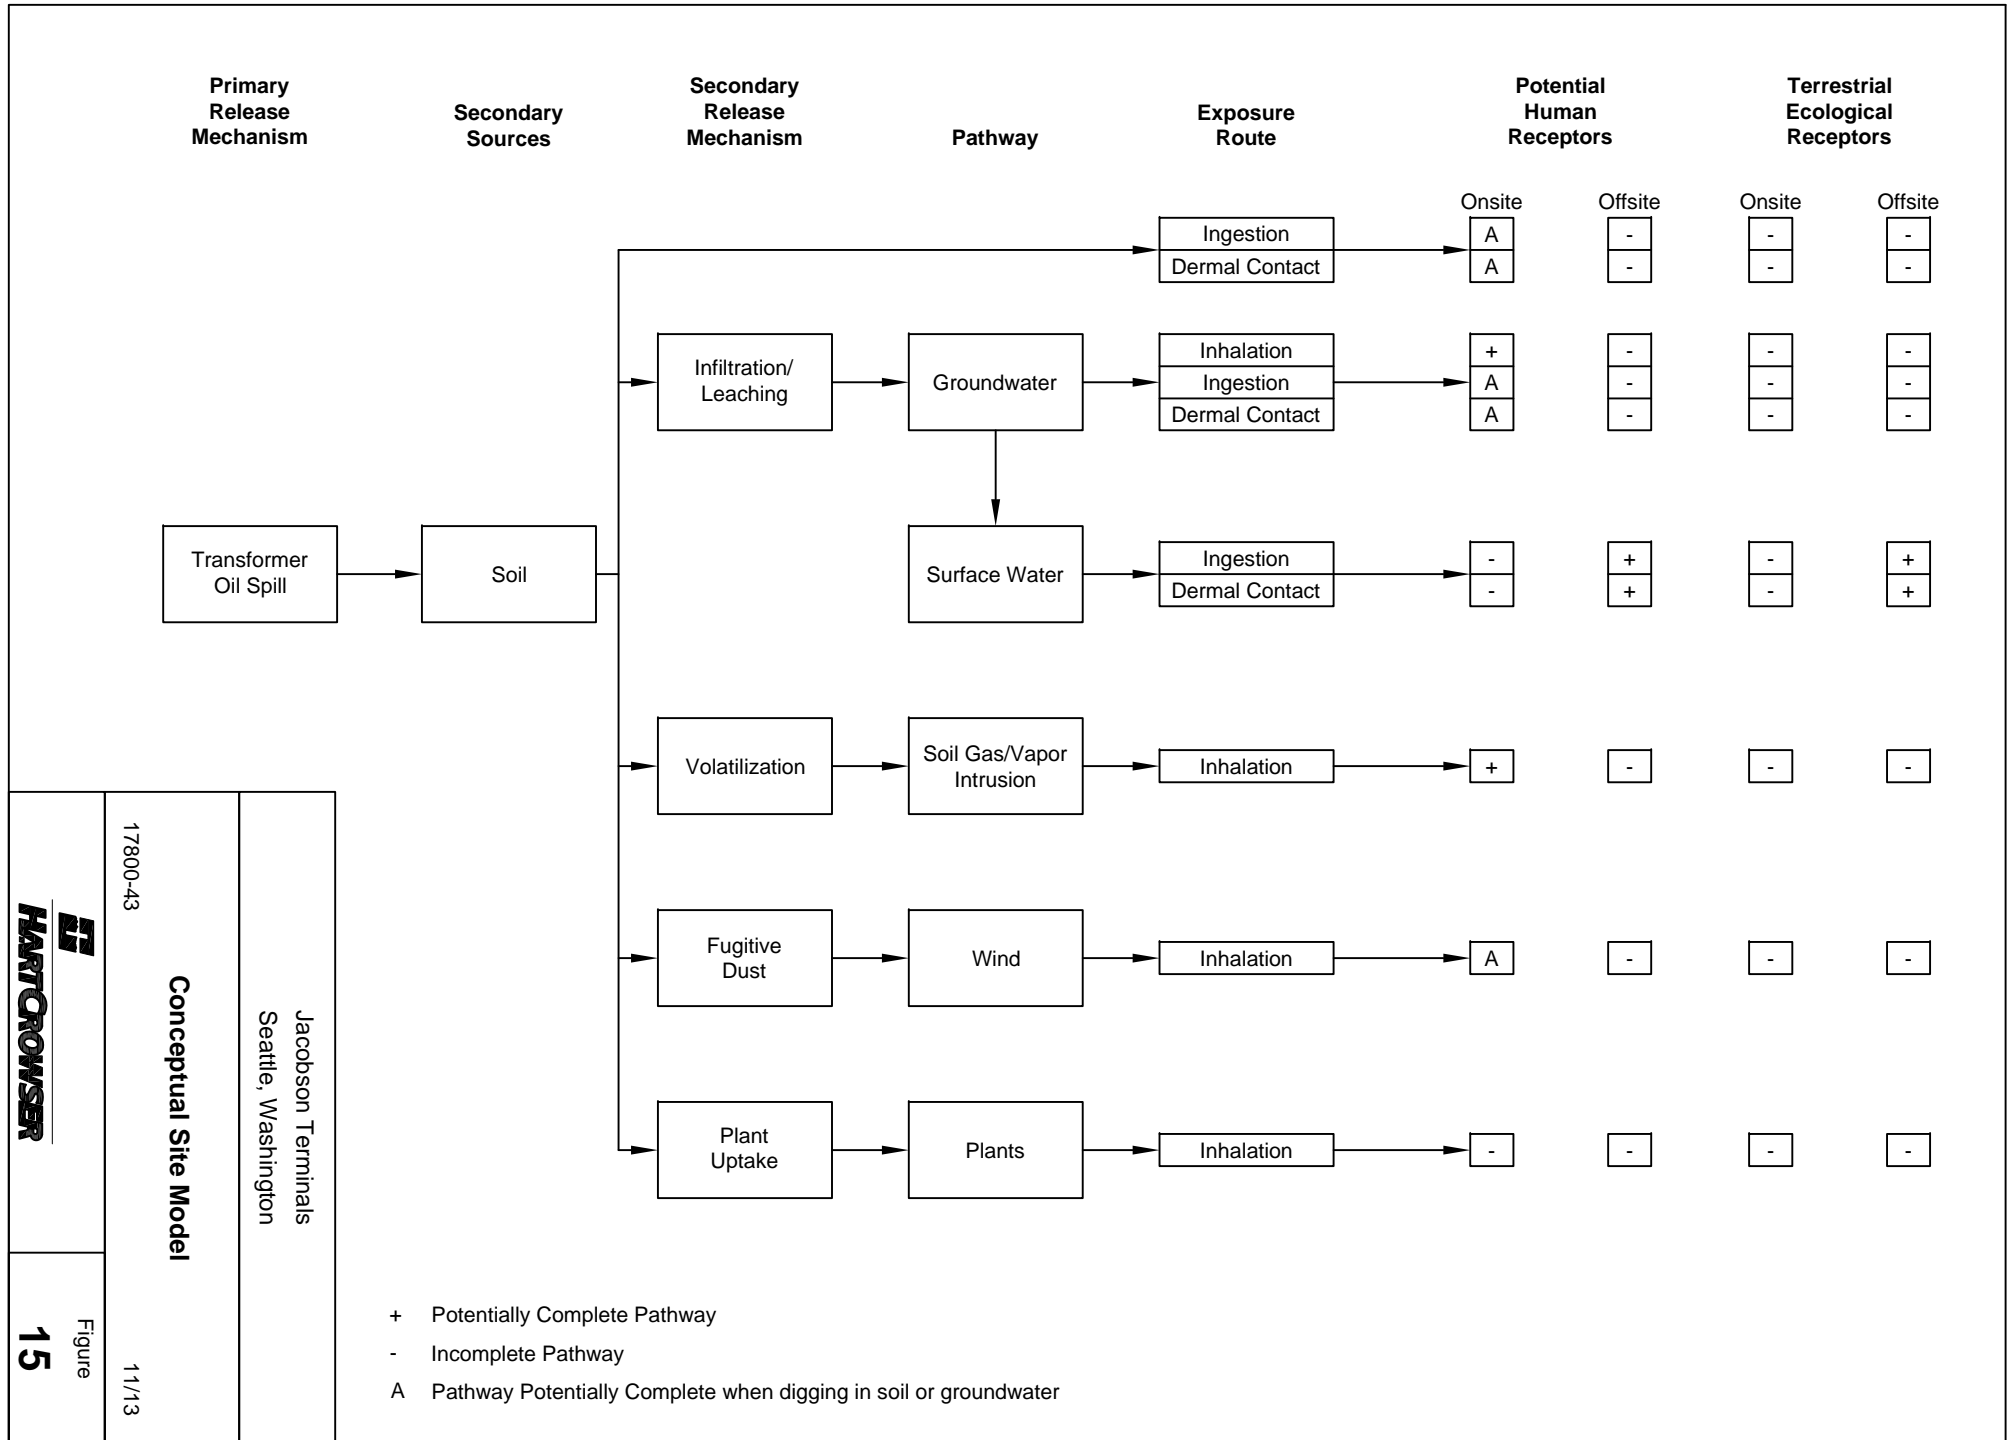 Primary
Release
Mechanism
Secondary
Sources
Secondary
Release
Mechanism
Pathway
Exposure
Route
Potential
Human
Receptors
Terrestrial
Ecological
Receptors
Onsite Offsite Onsite Offsite
Ingestion A - - -
Dermal Contact A - - -
Infiltration/
Leaching
Groundwater
Inhalation + - - -
Ingestion A - - -
Dermal Contact A - - -
Transformer
Oil Spill
Soil
Surface Water
Ingestion - + - +
Dermal Contact - + - +
Volatilization
Soil Gas/Vapor
Intrusion
Inhalation + - - -
Fugitive
Dust
Wind
Inhalation A - - -
Plant
Uptake
Plants
Inhalation - - - -
+ Potentially Complete Pathway
- Incomplete Pathway
A Pathway Potentially Complete when digging in soil or groundwater
Jacobson Terminals
Seattle, Washington
Conceptual Site Model
17800-43 11/13
HARTCROWSER
Figure
15